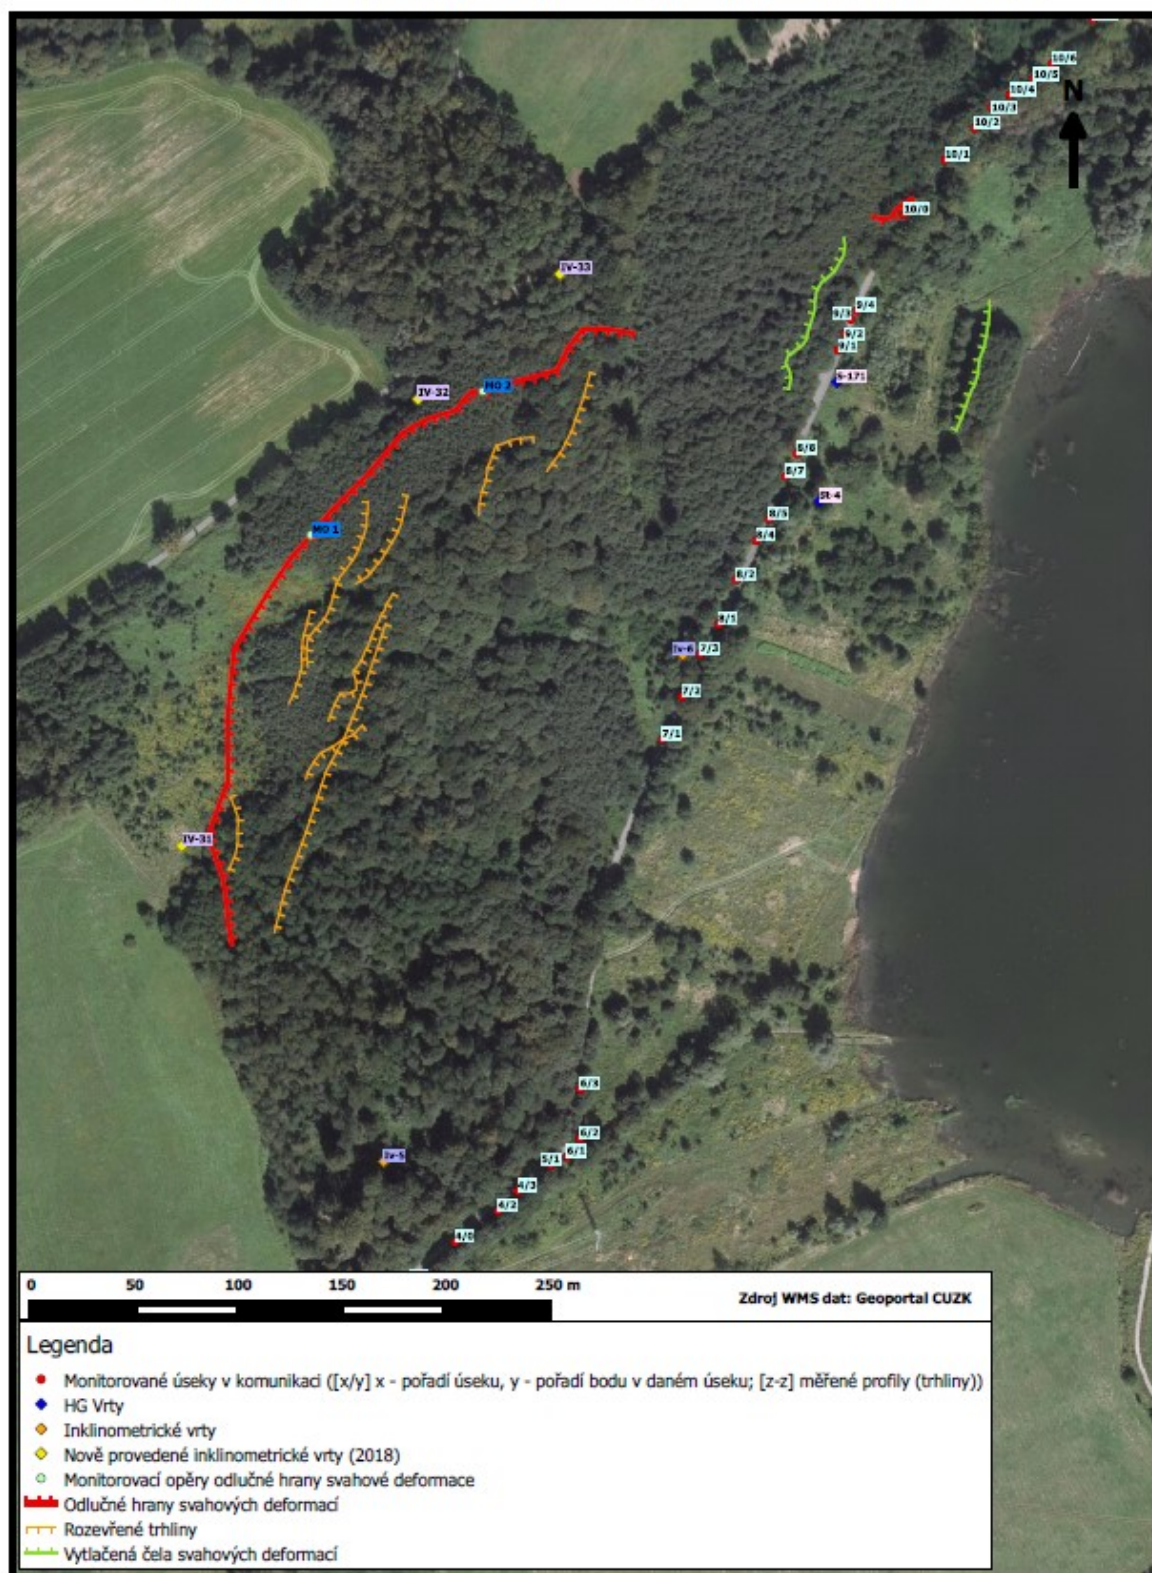 10/6
10/5
10/4
N
10/3
10/2
10/1
10/0
IV-33
9/3
9/4
9/2
9/1
S-171
IV-32
MO 2
8/8
8/7
St-4
8/5
MO 1
8/4
8/2
8/1
Iv-6
7/3
7/2
7/1
IV-31
6/3
6/2
6/1
Iv-5
5/1
4/3
4/2
4/0
0 50 100 150 200 250 m
Zdroj WMS dat: Geoportal CUZK
Legenda
Monitorované úseky v komunikaci ([x/y] x - pořadí úseku, y - pořadí bodu v daném úseku; [z-z] měřené profily (trhliny))
HG Vrty
Inklinometrické vrty
Nově provedené inklinometrické vrty (2018)
Monitorovací opěry odlučné hrany svahové deformace
Odlučné hrany svahových deformací
Rozevřené trhliny
Vytlačená čela svahových deformací